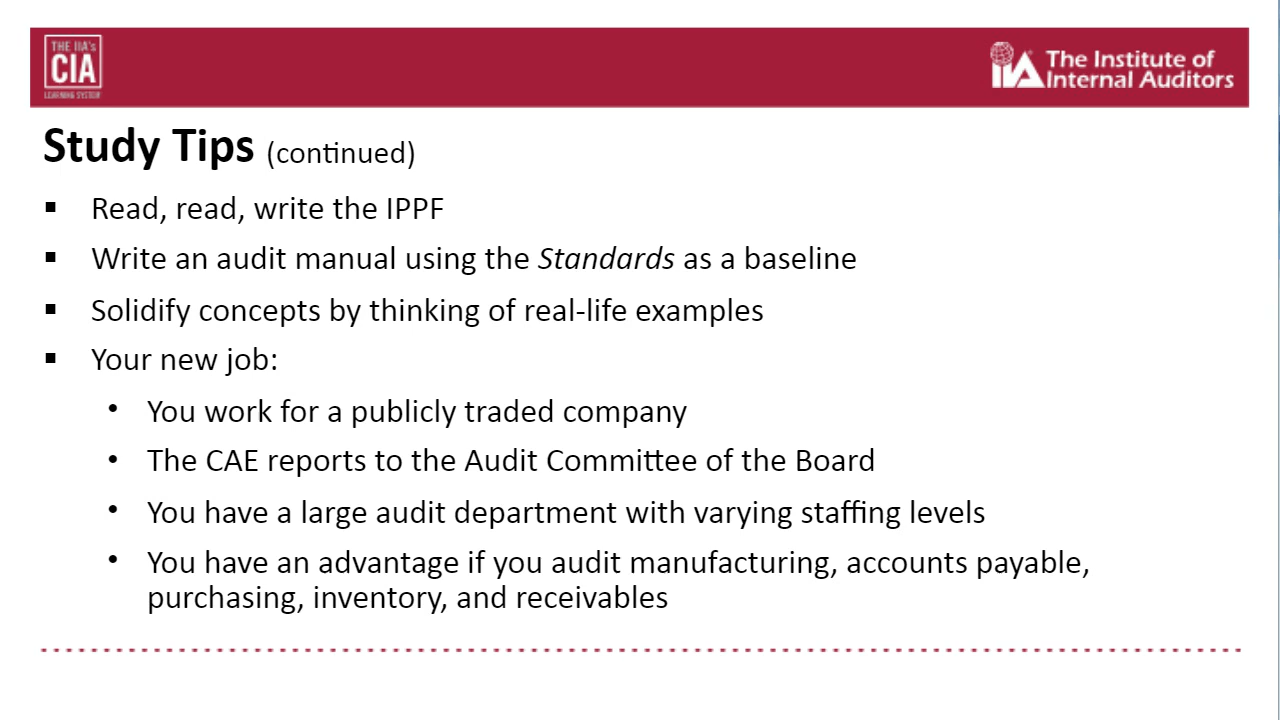 THE IIA's
CIA
LEARNING SYSTEM
IIA
The Institute of
Internal Auditors
Study Tips (continued)
▪ Read, read, write the IPPF
▪ Write an audit manual using the Standards as a baseline
▪ Solidify concepts by thinking of real-life examples
▪ Your new job:
• You work for a publicly traded company
• The CAE reports to the Audit Committee of the Board
• You have a large audit department with varying staffing levels
• You have an advantage if you audit manufacturing, accounts payable,
purchasing, inventory, and receivables